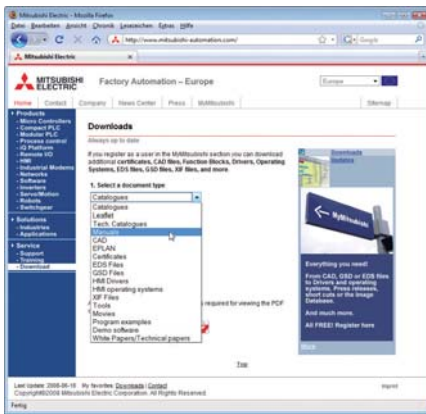 Mitsubishi Electric - Mozilla Firefox
Datei Bearbeiten Ansicht Chronik Lesezeichen Extras Hilfe
http://www.mitsubishi-automation.com/
Google
Mitsubishi Electric
MITSUBISHI
ELECTRIC
Factory Automation – Europe
Europe
Home Contact Company News Center Press MyMitsubishi Sitemap
Products
- Micro Controllers
- Compact PLC
- Modular PLC
- Process control
- iQ Platform
- Remote I/O
- HMI
- Industrial Modems
- Networks
- Software
- Inverters
- Servo/Motion
- Robots
- Switchgear
Solutions
- Industries
- Applications
Service
- Support
- Training
- Download
Downloads
Always up to date
If you register as a user in the MyMitsubishi section you can download
additional certificates, CAD files, Function Blocks, Drivers, Operating
Systems, EDS files, GSD files, XIF files, and more.
1. Select a document type
Catalogues
Catalogues
Leaflet
Tech. Catalogues
Manuals
CAD
EPLAN
Certificates
EDS Files
GSD Files
HMI Drivers
HMI operating systems
XIF Files
Tools
Movies
Program examples
Demo software
White Papers/Technical papers
required for viewing the PDF
Top
Downloads
Updates
MyMitsubishi
Everything you need!
From CAD, GSD or EDS files
to Drivers and operating
systems, Press releases,
short cuts or the Image
Database.
And much more.
All FREE! Register here
More
Last Update: 2008-06-18 My favorites: Downloads | Contact Imprint
Copyright©2008 Mitsubishi Electric Corporation. All Rights Reserved.
Fertig